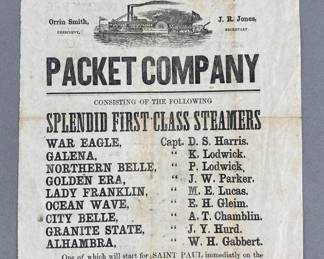 Orrin Smith, J. R. Jones,
PRESIDENT, SECRETARY.
PACKET COMPANY
CONSISTING OF THE FOLLOWING
SPLENDID FIRST-CLASS STEAMERS
WAR EAGLE, Capt. D. S. Harris.
GALENA, " K. Lodwick.
NORTHERN BELLE, " P. Lodwick,
GOLDEN ERA, " J. W. Parker.
LADY FRANKLIN, " M. E. Lucas.
OCEAN WAVE, " E. H. Gleim.
CITY BELLE, " A. T. Chamblin.
GRANITE STATE, " J. Y. Hurd.
ALHAMBRA, " W. H. Gabbert.
One of which will start for SAINT PAUL immediately on the